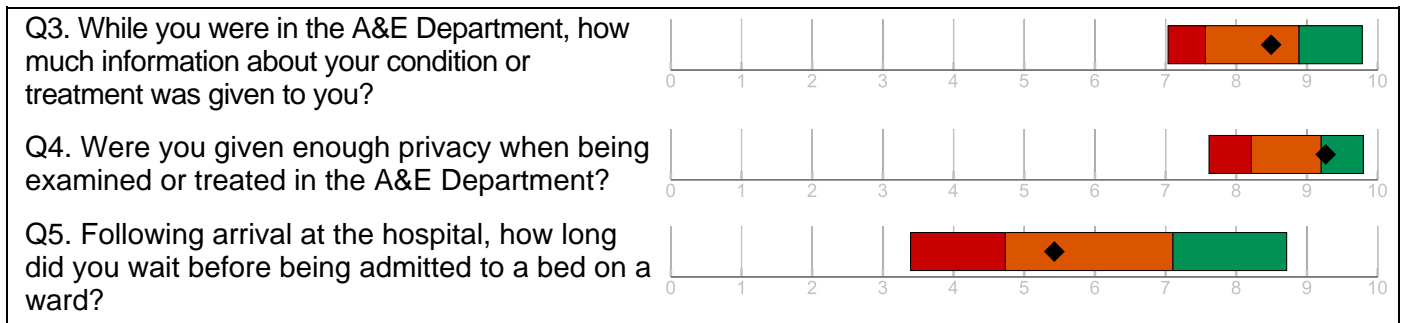 Q3. While you were in the A&E Department, how
much information about your condition or
treatment was given to you?
0 1 2 3 4 5 6 7 8 9 10
Q4. Were you given enough privacy when being
examined or treated in the A&E Department?
0 1 2 3 4 5 6 7 8 9 10
Q5. Following arrival at the hospital, how long
did you wait before being admitted to a bed on a
ward?
0 1 2 3 4 5 6 7 8 9 10